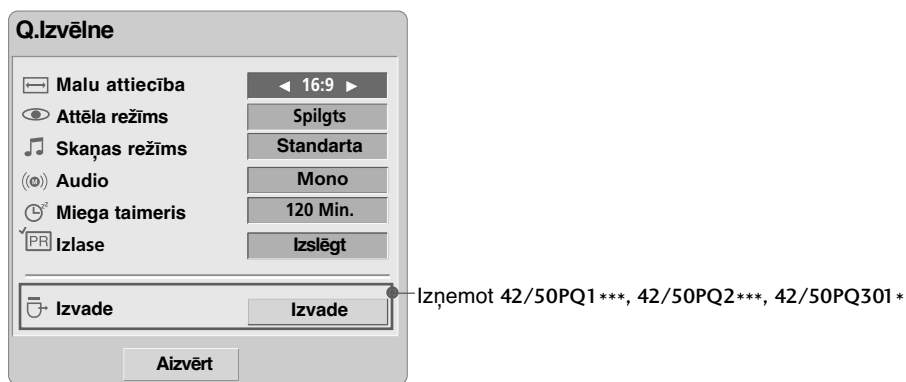 Q.Izvēlne
Malu attiecība ◄ 16:9 ►
Attēla režīms Spilgts
Skaņas režīms Standarta
Audio Mono
Miega taimeris 120 Min.
PR Izlase Izslēgt
Izvade Izvade
Izņemot 42/50PQ1***, 42/50PQ2***, 42/50PQ301*
Aizvērt